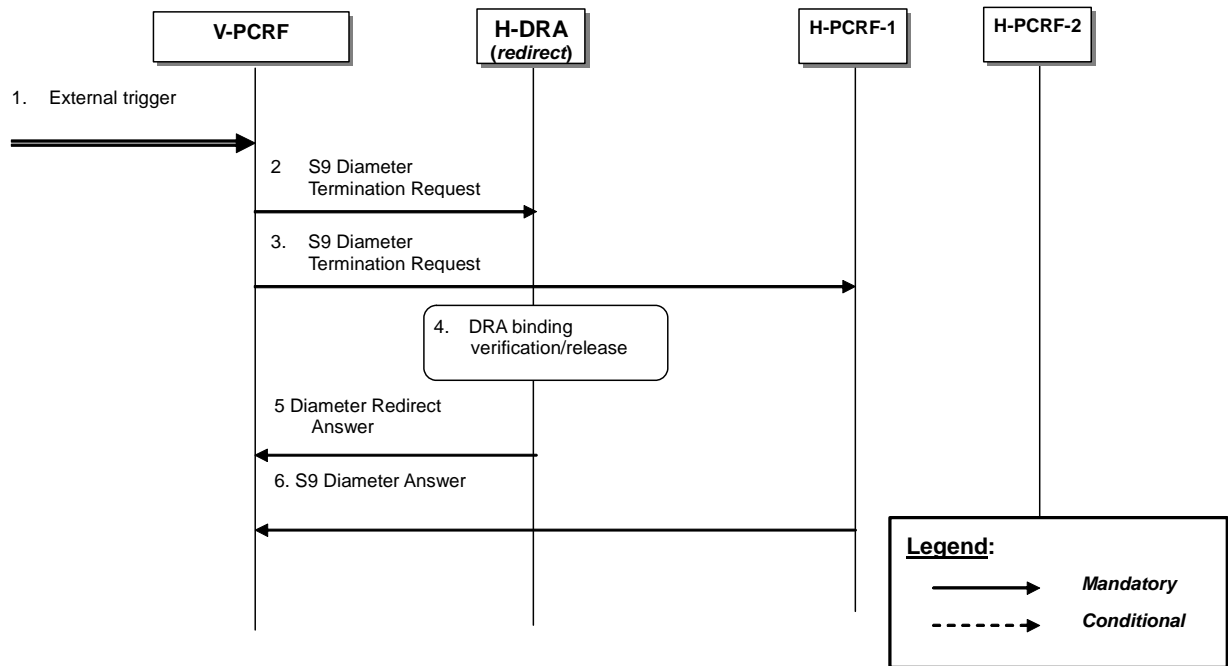 V-PCRF
H-DRA
(redirect)
H-PCRF-1
H-PCRF-2
1. External trigger
2 S9 Diameter
Termination Request
3. S9 Diameter
Termination Request
4. DRA binding
verification/release
5 Diameter Redirect
Answer
6. S9 Diameter Answer
Legend:
Mandatory
Conditional